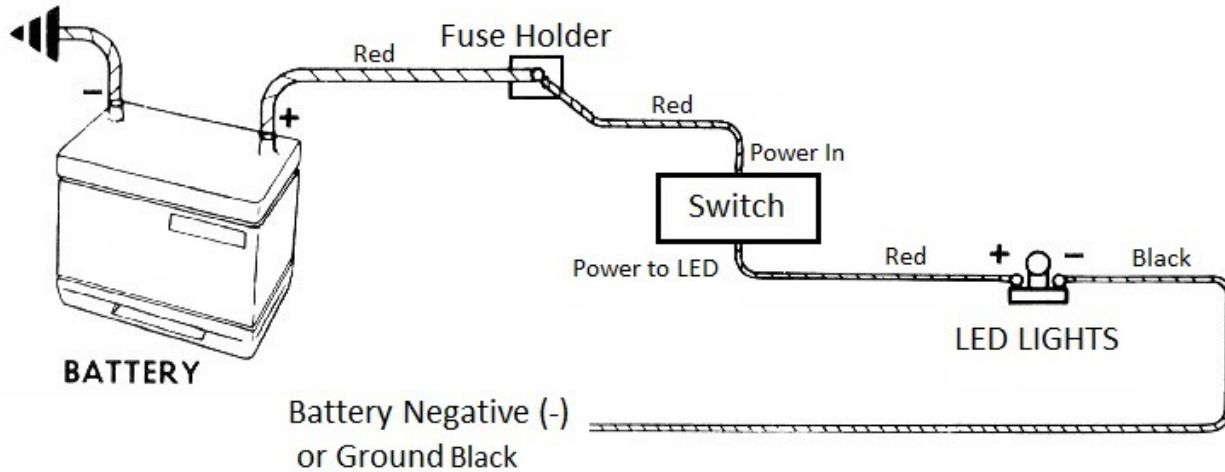 Fuse Holder
Red
Red
-
+
Power In
Switch
Power to LED
Red
+
-
Black
LED LIGHTS
BATTERY
Battery Negative (-)
or Ground Black